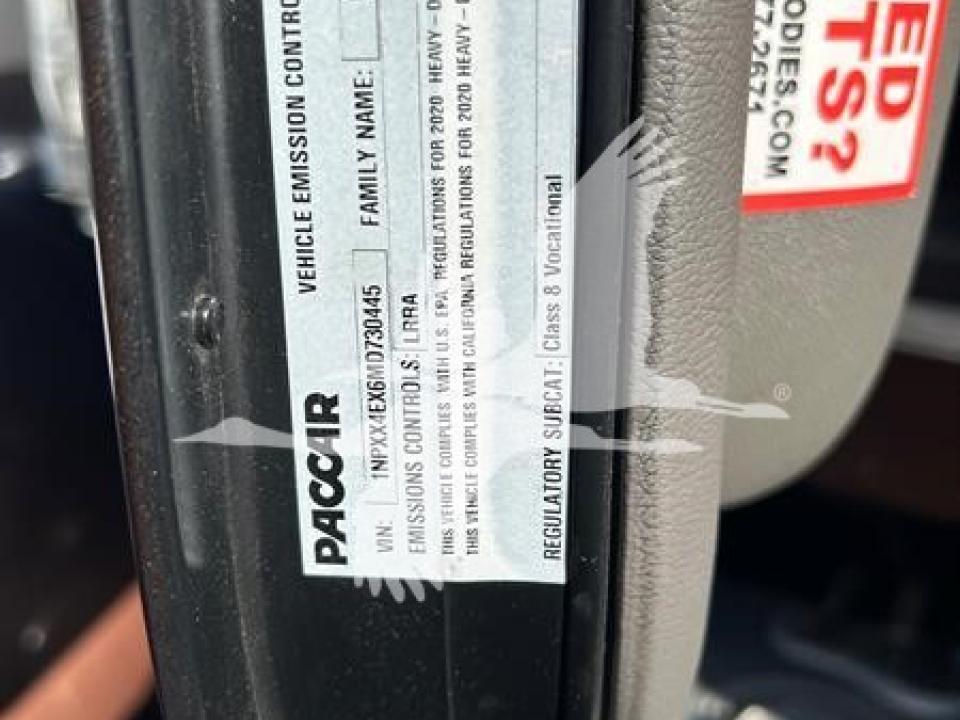 PACCAR VEHICLE EMISSION CONTRO
VIN: 1NPXX4EX6MD730445 FAMILY NAME:
EMISSIONS CONTROLS: LRRA
THIS VEHICLE COMPLIES WITH U.S. EPA REGULATIONS FOR 2020 HEAVY-D
THIS VEHICLE COMPLIES WITH CALIFORNIA REGULATIONS FOR 2020 HEAVY-
REGULATORY SUBCAT: Class 8 Vocational
ED
TS?
ODIES.COM
77.2671
®